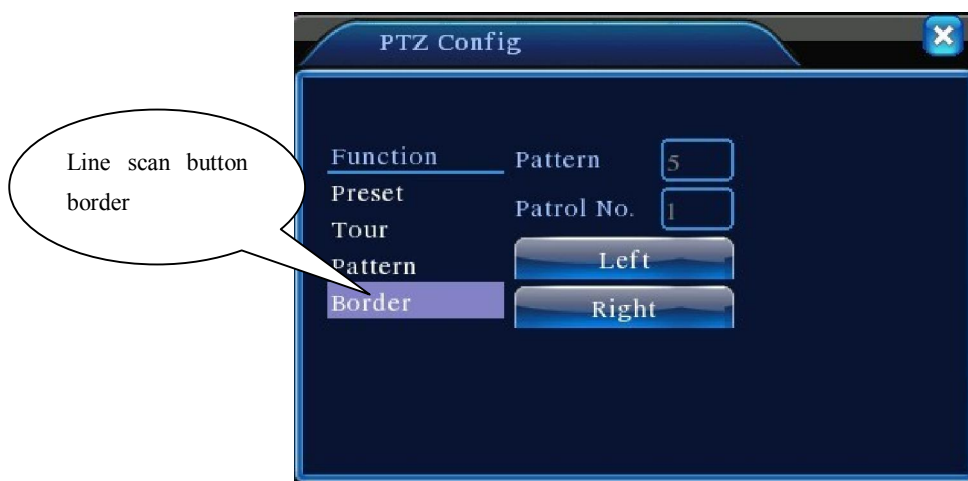 PTZ Config
Line scan button
border
Function
Preset
Tour
Pattern
Border
Pattern 5
Patrol No. 1
Left
Right